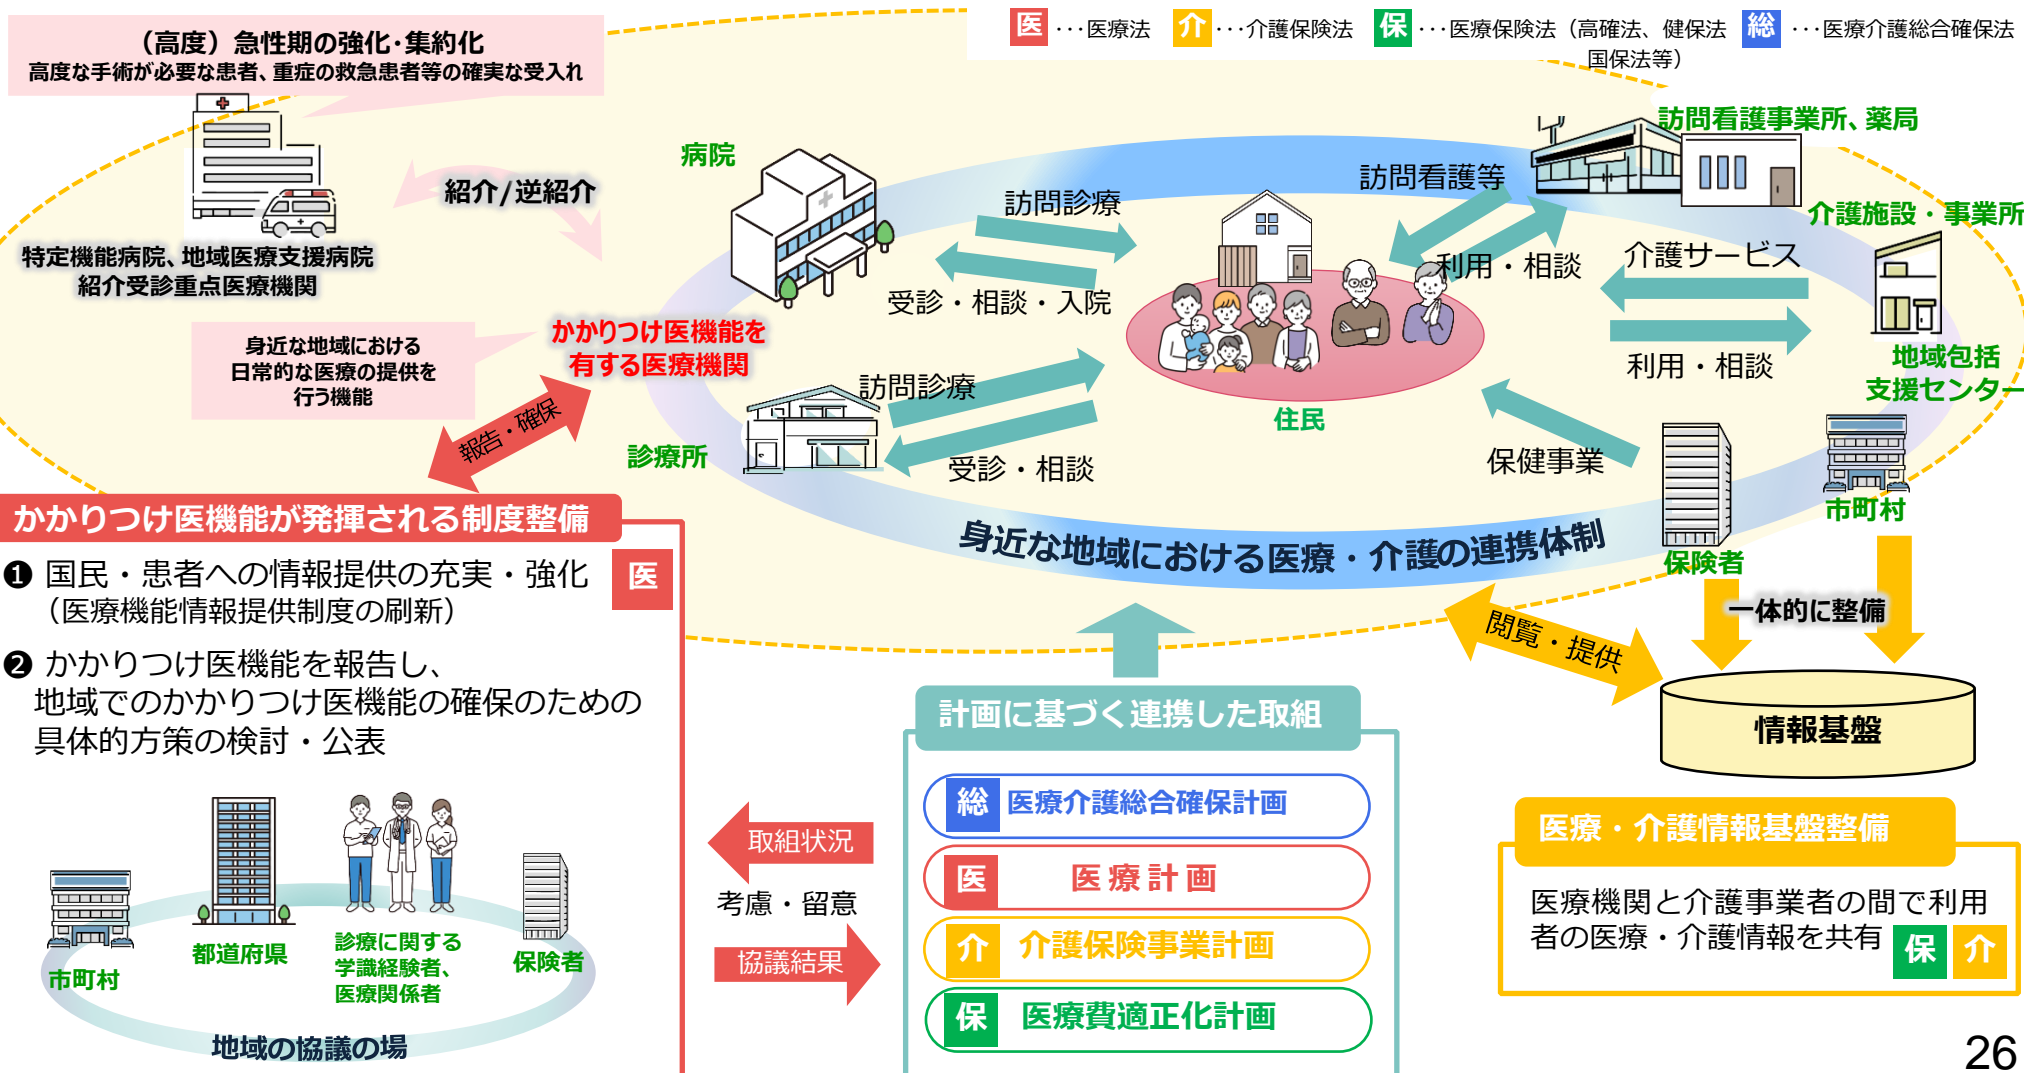 医 ･･･医療法 介 ･･･介護保険法 保 ･･･医療保険法（高確法、健保法 総 ･･･医療介護総合確保法
国保法等）
（高度）急性期の強化・集約化
高度な手術が必要な患者、重症の救急患者等の確実な受入れ
特定機能病院、地域医療支援病院
紹介受診重点医療機関
紹介/逆紹介
身近な地域における
日常的な医療の提供を
行う機能
かかりつけ医機能を
有する医療機関
報告・確保
病院
訪問診療
受診・相談・入院
診療所
訪問診療
受診・相談
住民
訪問看護等
利用・相談
訪問看護事業所、薬局
介護施設・事業所
介護サービス
利用・相談
地域包括
支援センター
保健事業
保険者
市町村
身近な地域における医療・介護の連携体制
一体的に整備
閲覧・提供
情報基盤
かかりつけ医機能が発揮される制度整備
医
❶ 国民・患者への情報提供の充実・強化
（医療機能情報提供制度の刷新）
❷ かかりつけ医機能を報告し、
地域でのかかりつけ医機能の確保のための
具体的方策の検討・公表
市町村
都道府県
診療に関する
学識経験者、
医療関係者
保険者
地域の協議の場
取組状況
考慮・留意
協議結果
計画に基づく連携した取組
総 医療介護総合確保計画
医 医療計画
介 介護保険事業計画
保 医療費適正化計画
医療・介護情報基盤整備
医療機関と介護事業者の間で利用
者の医療・介護情報を共有 保 介
26